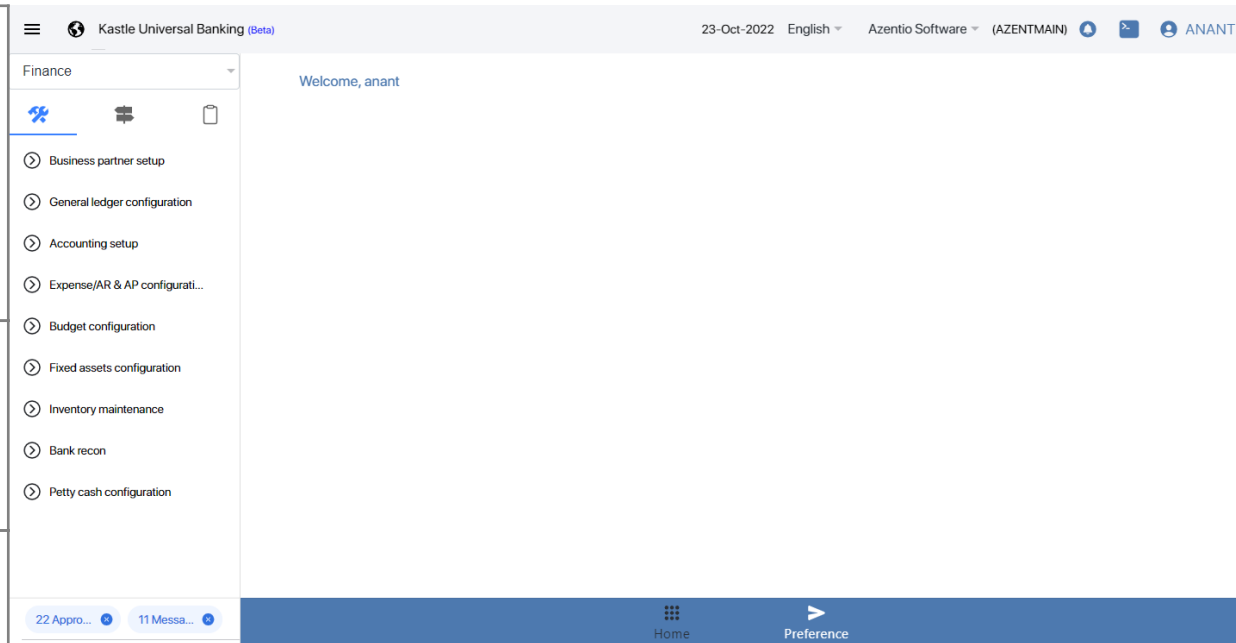 Kastle Universal Banking (Beta)
23-Oct-2022 English Azentio Software (AZENTMAIN) ANANT
Finance
Welcome, anant
Business partner setup
General ledger configuration
Accounting setup
Expense/AR & AP configurati...
Budget configuration
Fixed assets configuration
Inventory maintenance
Bank recon
Petty cash configuration
22 Appro... 11 Messa...
Home Preference